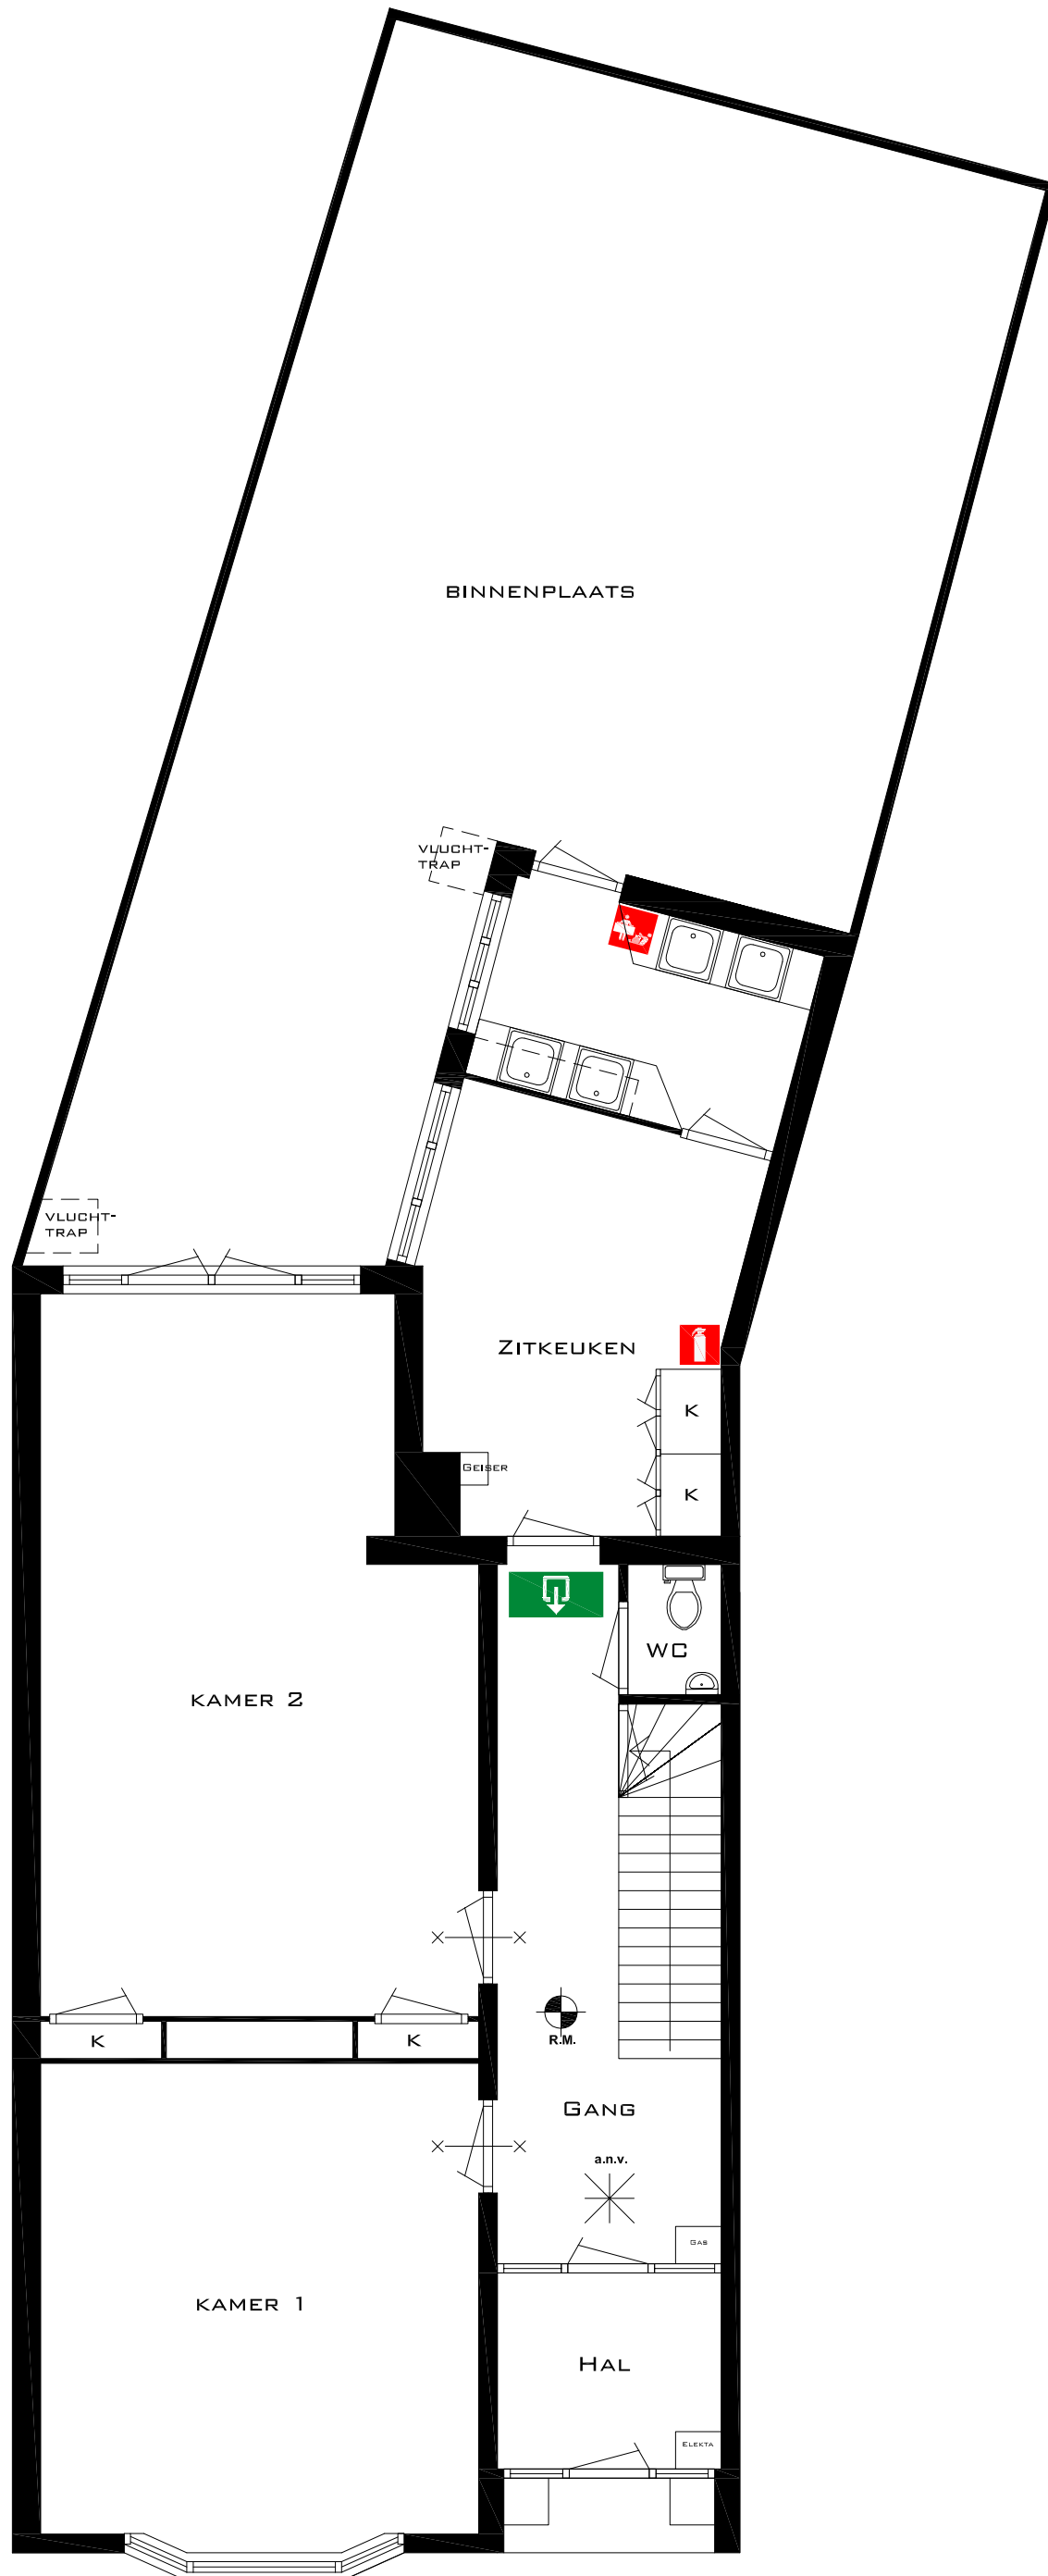 BINNENPLAATS
VLUCHT-
TRAP
VLUCHT-
TRAP
ZITKEUKEN
K
GEISER
K
WC
KAMER 2
K
K
R.M.
GANG
a.n.v.
GAS
KAMER 1
HAL
ELEKTA